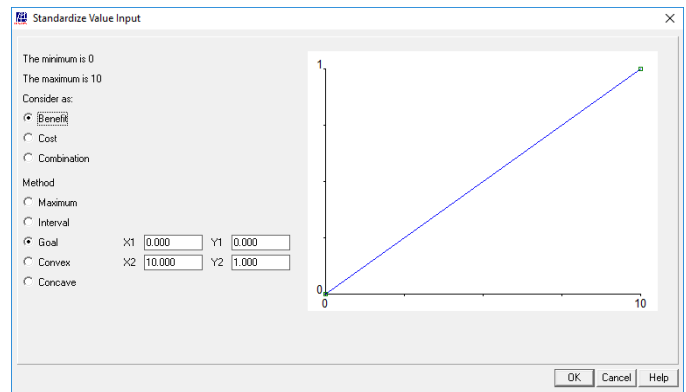 Standardize Value Input
The minimum is 0
The maximum is 10
Consider as:
Benefit
Cost
Combination
Method
Maximum
Interval
Goal X1 0.000 Y1 0.000
Convex X2 10.000 Y2 1.000
Concave
1
0
0 10
OK Cancel Help